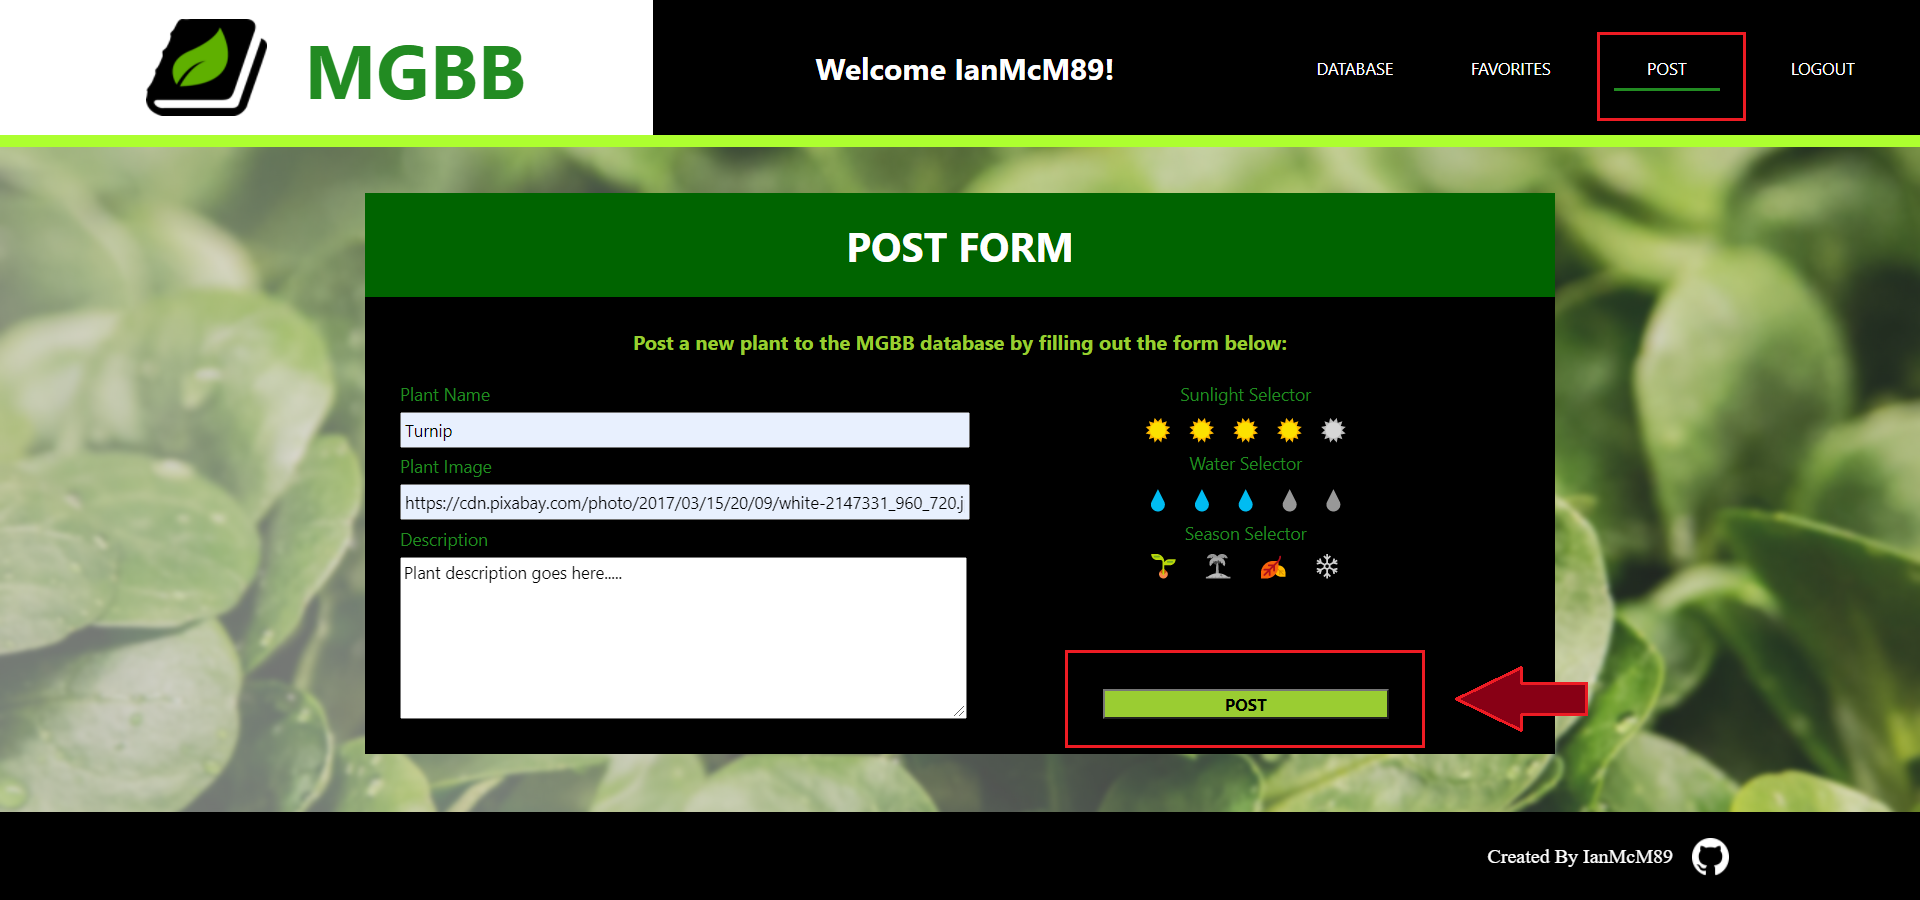 MGBB
Welcome IanMcM89!
DATABASE
FAVORITES
POST
LOGOUT
POST FORM
Post a new plant to the MGBB database by filling out the form below:
Plant Name
Turnip
Plant Image
https://cdn.pixabay.com/photo/2017/03/15/20/09/white-2147331_960_720.j
Description
Plant description goes here.....
Sunlight Selector
Water Selector
Season Selector
POST
Created By IanMcM89